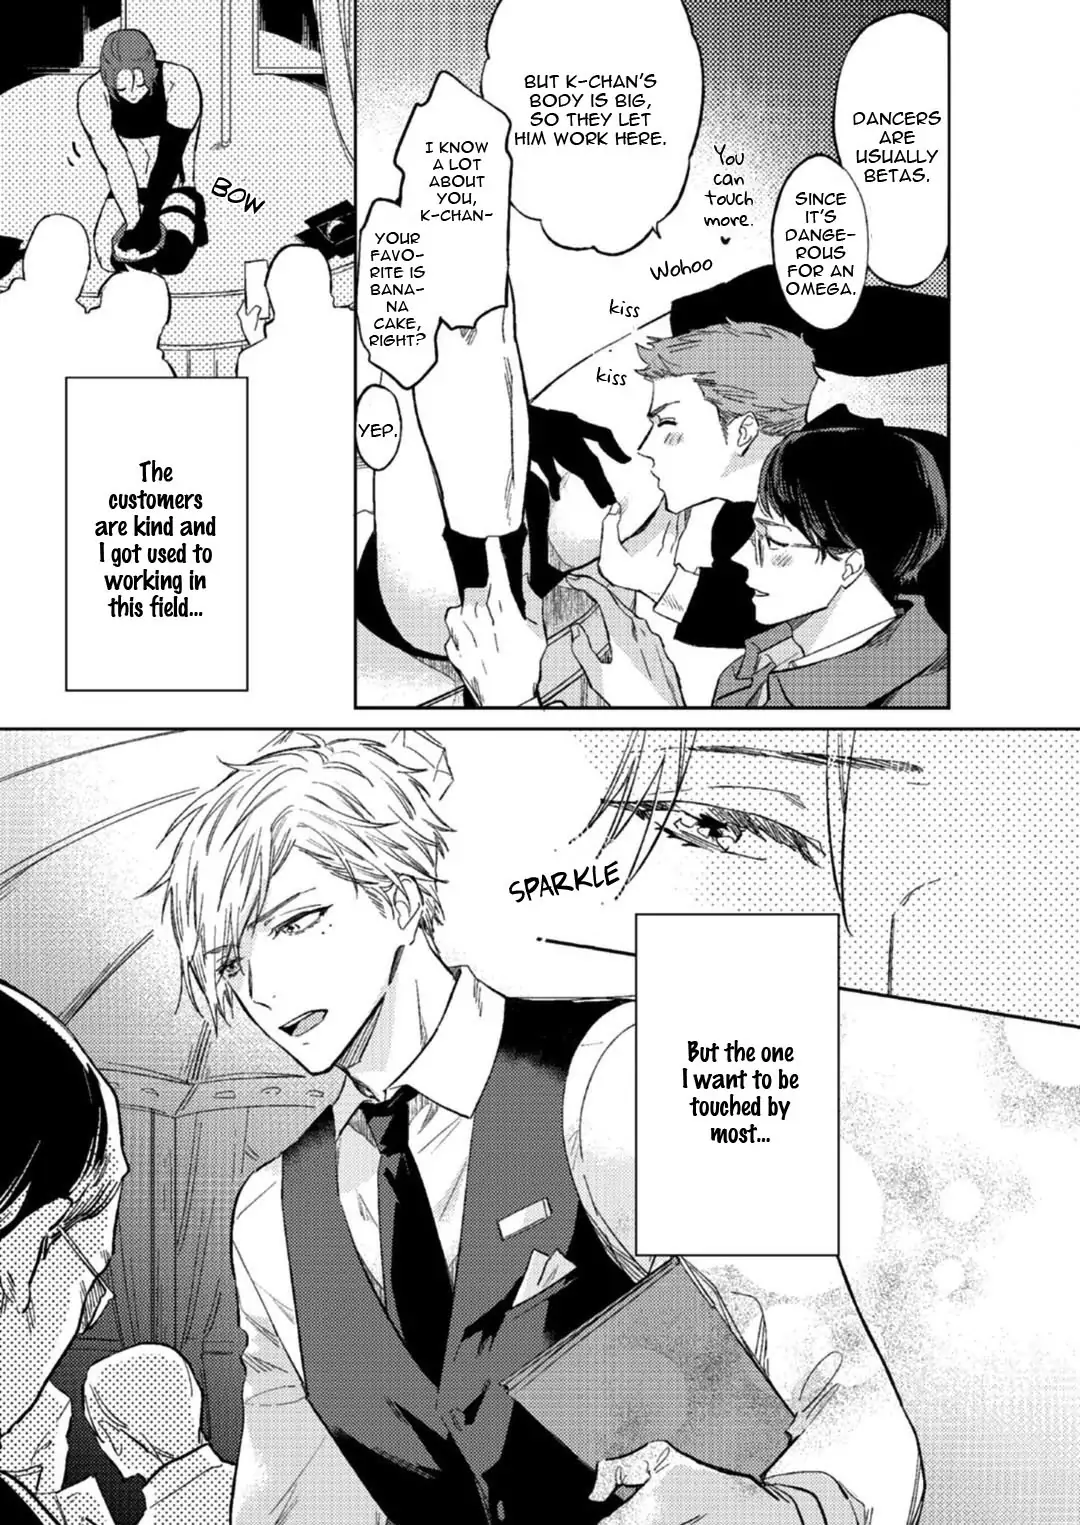 DANCERS
ARE
USUALLY
BETAS.
SINCE
IT'S
DANGE-
ROUS
FOR AN
OMEGA.
BUT K-CHAN'S
BODY IS BIG,
SO THEY LET
HIM WORK HERE.
You
can
touch
more.
Wohoo
kiss
kiss
I KNOW
A LOT
ABOUT
YOU,
K-CHAN-
YOUR
FAVO-
RITE IS
BANA-
NA
CAKE,
RIGHT?
YEP.
BOW
The
customers
are kind and
I got used to
working in
this field...
SPARKLE
But the one
I want to be
touched by
most...